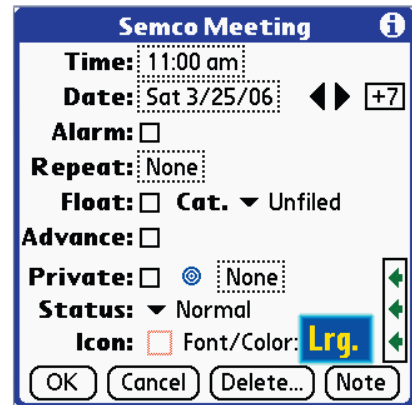 Semco Meeting i
Time: 11:00 am
Date: Sat 3/25/06 +7
Alarm:
Repeat: None
Float: Cat. Unfiled
Advance:
Private: None
Status: Normal
Icon: Font/Color: Lrg.
OK Cancel Delete... Note